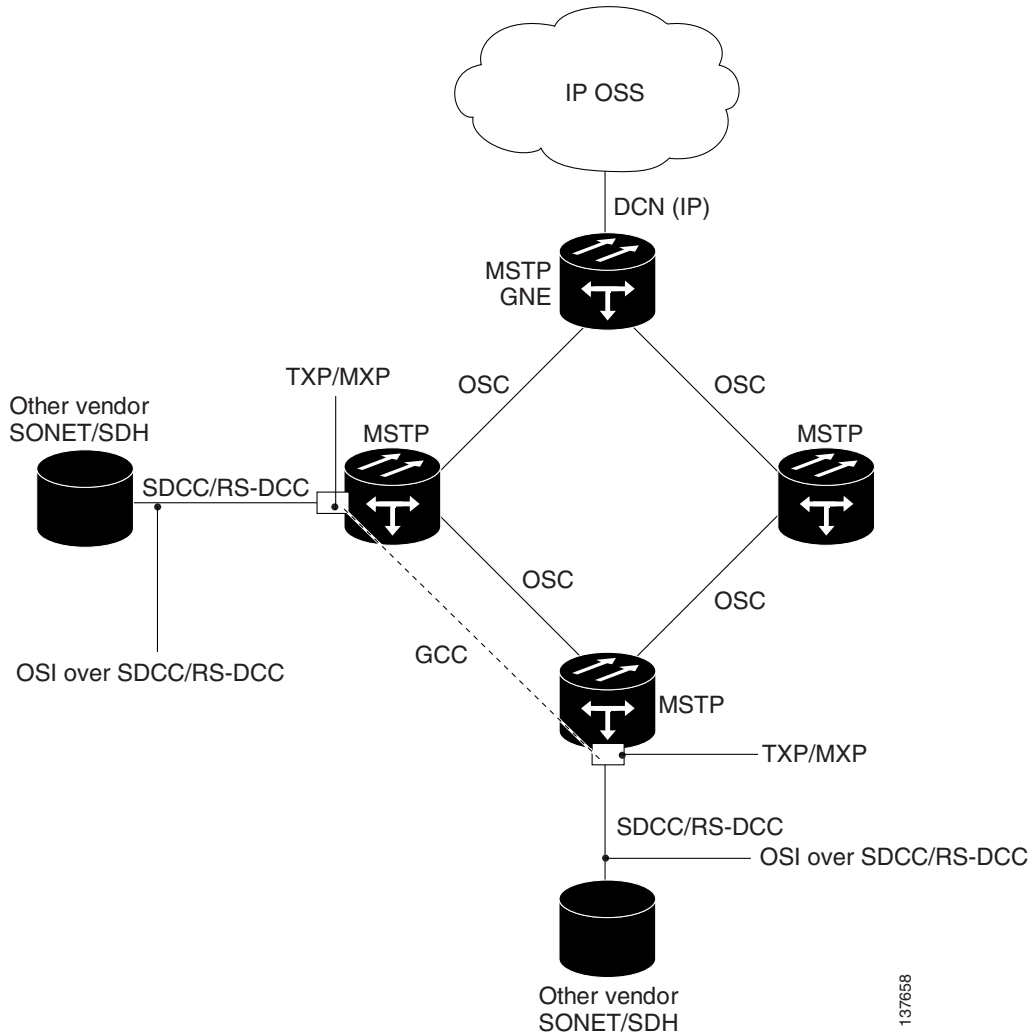 IP OSS
DCN (IP)
MSTP
GNE
OSC
OSC
TXP/MXP
Other vendor
SONET/SDH
MSTP
MSTP
SDCC/RS-DCC
OSC
OSC
GCC
OSI over SDCC/RS-DCC
MSTP
TXP/MXP
SDCC/RS-DCC
OSI over SDCC/RS-DCC
Other vendor
SONET/SDH
137658